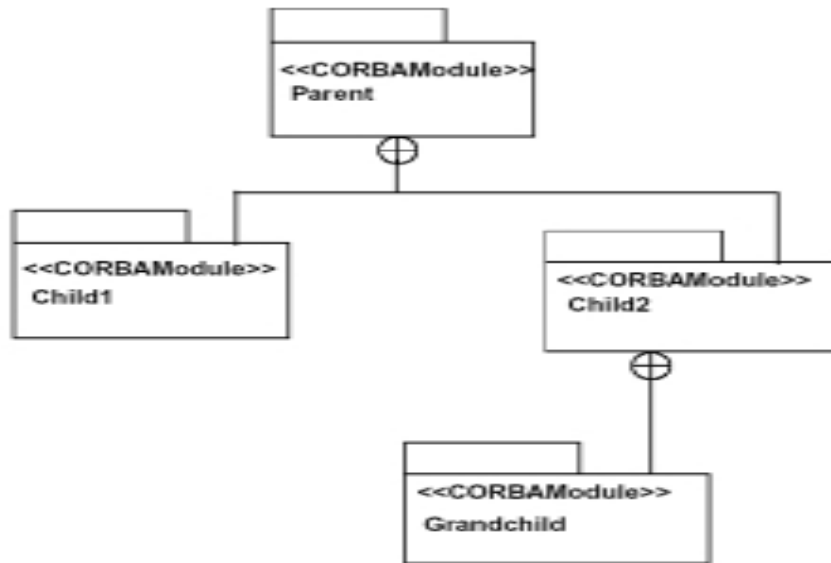 <<CORBAModule>>
Parent
<<CORBAModule>>
Child1
<<CORBAModule>>
Child2
<<CORBAModule>>
Grandchild